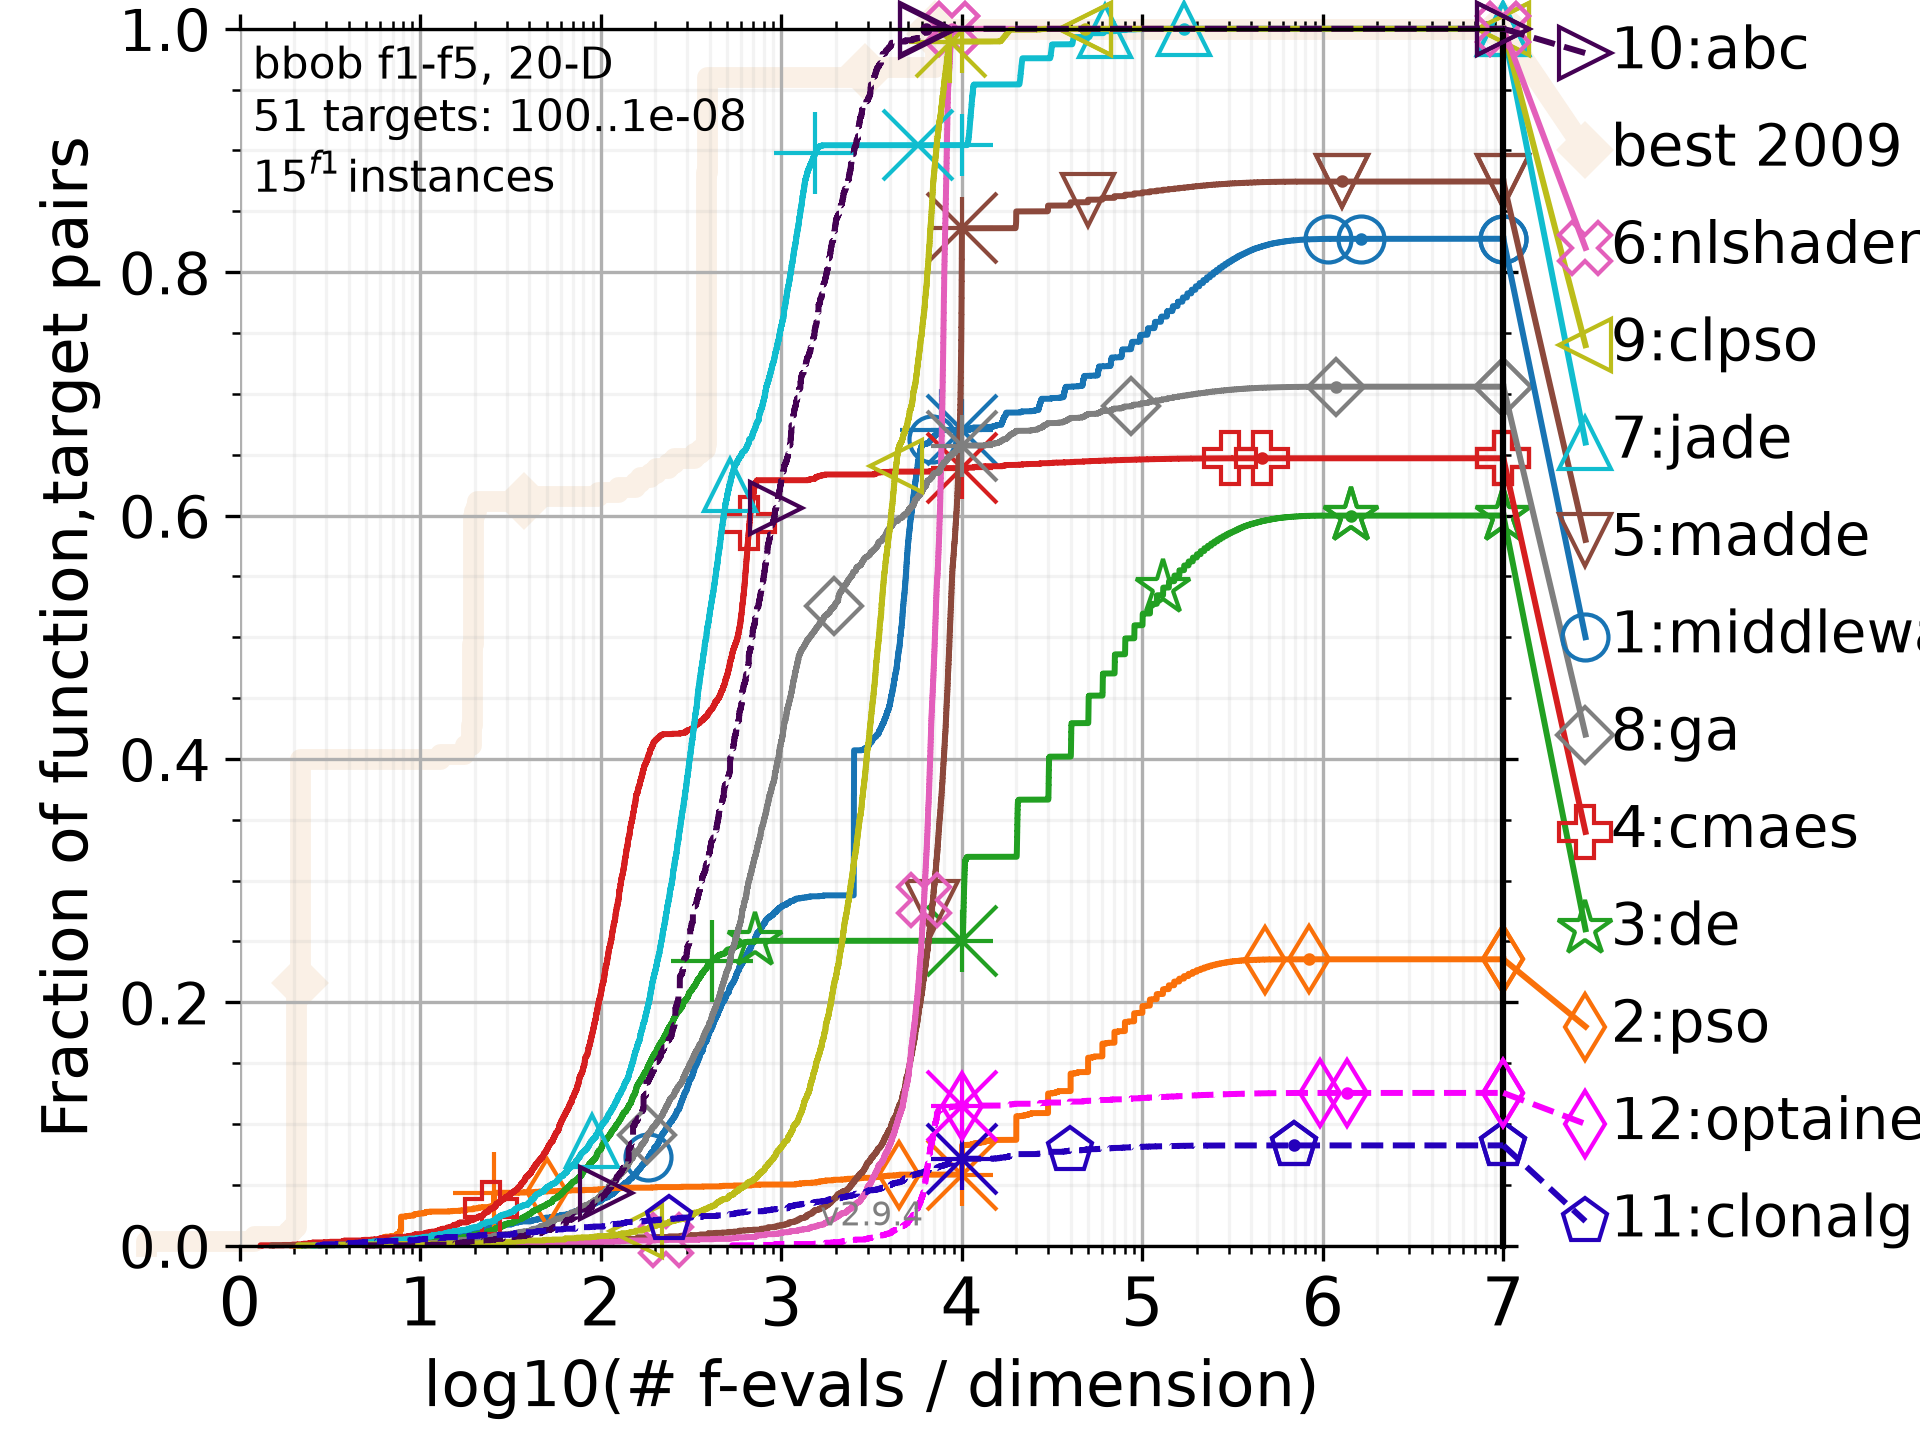 1.0
0.8
0.6
0.4
0.2
0.0
Fraction of function,target pairs
bbob f1-f5, 20-D
51 targets: 100..1e-08
15f1 instances
v2.9.4
0 1 2 3 4 5 6 7
log10(# f-evals / dimension)
10:abc
best 2009
6:nlshader
9:clpso
7:jade
5:madde
1:middlewa
8:ga
4:cmaes
3:de
2:pso
12:optaine
11:clonalg